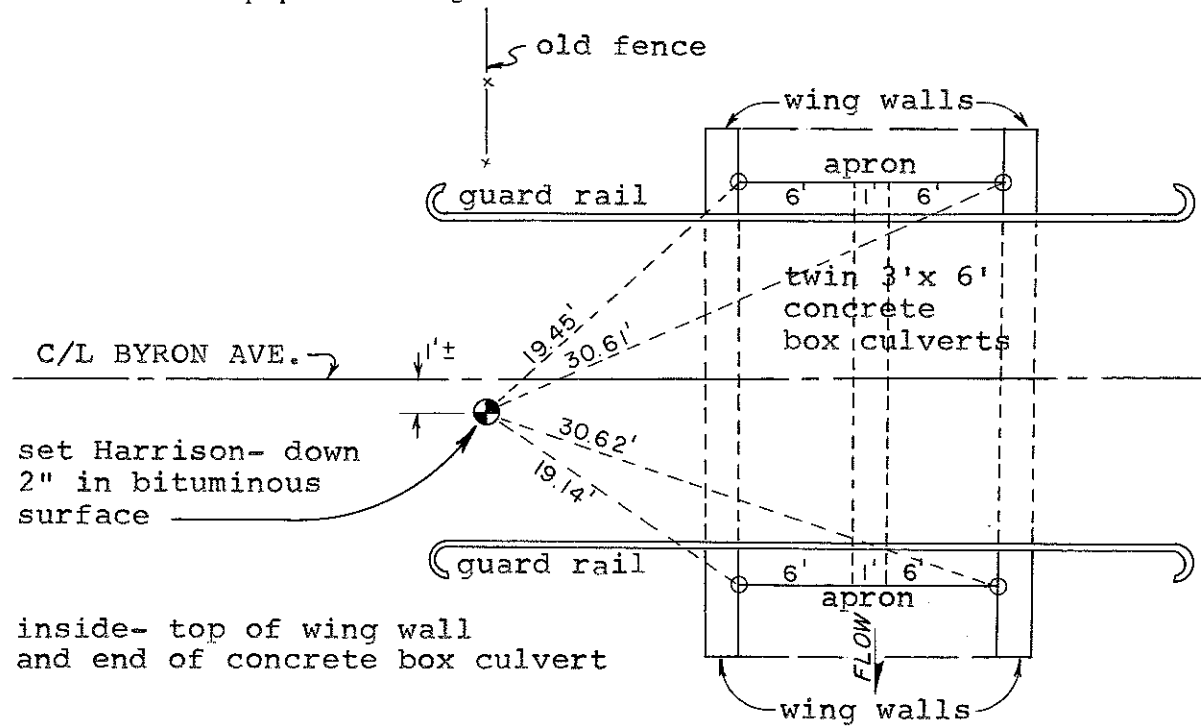 old fence
wing walls
apron
guard rail
6' 1' 6'
twin 3'x 6'
concrete
box culverts
19.45'
30.61'
C/L BYRON AVE.
1'±
30.62'
19.14'
set Harrison- down
2" in bituminous
surface
guard rail
6' 1' 6'
apron
FLOW
inside- top of wing wall
and end of concrete box culvert
wing walls